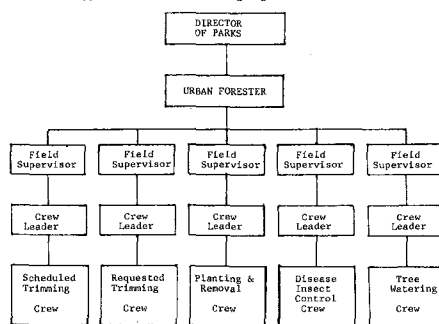 DIRECTOR
OF PARKS
URBAN FORESTER
Field
Supervisor
Field
Supervisor
Field
Supervisor
Field
Supervisor
Field
Supervisor
Crew
Leader
Crew
Leader
Crew
Leader
Crew
Leader
Crew
Leader
Scheduled
Trimming
Crew
Requested
Trimming
Crew
Planting &
Removal
Crew
Disease
Insect
Control
Crew
Tree
Watering
Crew